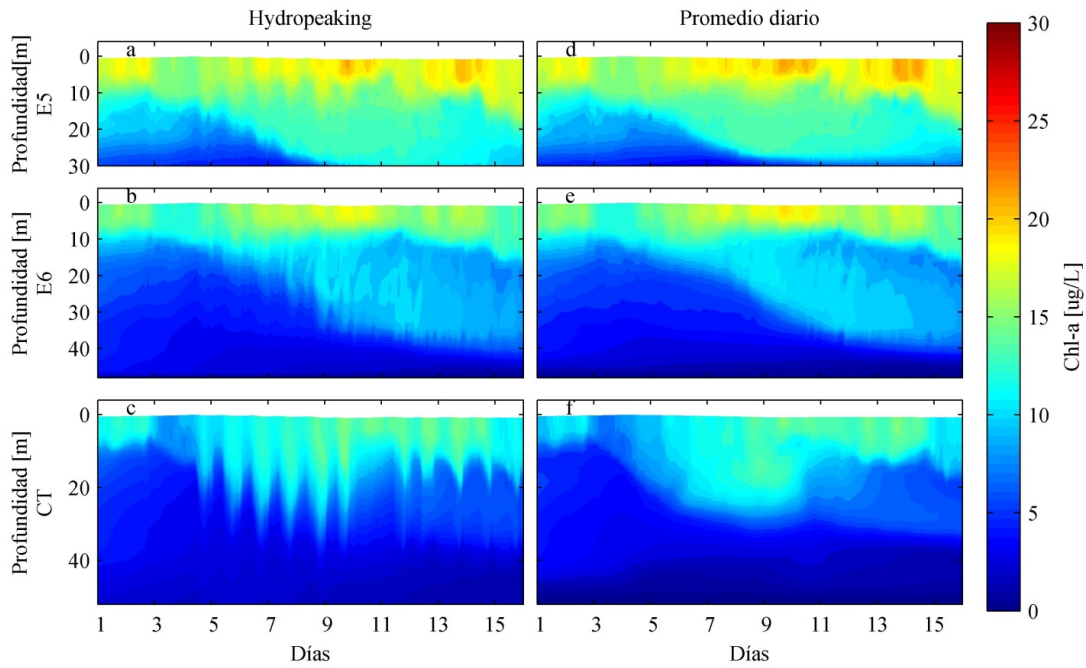 Hydropeaking
Promedio diario
a
d
Profundidad[m]
E5
0
10
20
30
b
e
Profundidad [m]
E6
0
10
20
30
40
c
f
Profundidad [m]
CT
0
20
40
1 3 5 7 9 11 13 15
1 3 5 7 9 11 13 15
Días
Días
30
25
20
15
10
5
0
Chl-a [ug/L]